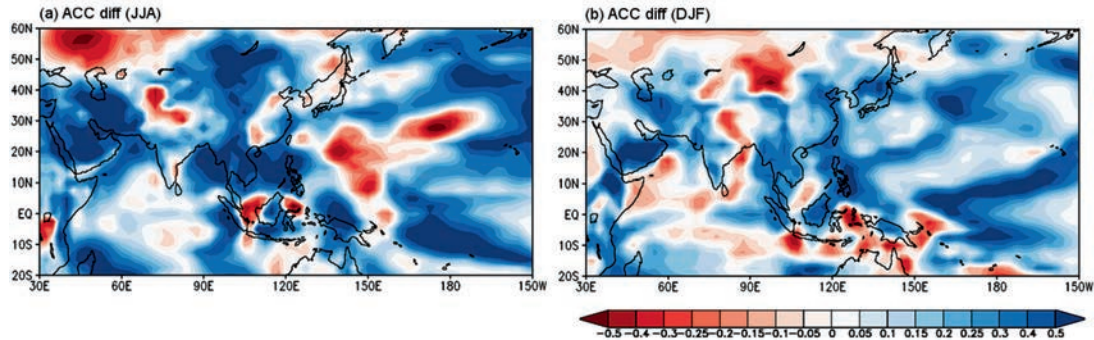 (a) ACC diff (JJA)
(b) ACC diff (DJF)
60N
50N
40N
30N
20N
10N
EQ
10S
20S
30E 60E 90E 120E 150E 180 150W
60N
50N
40N
30N
20N
10N
EQ
10S
20S
30E 60E 90E 120E 150E 180 150W
-0.5 -0.4 -0.3 -0.25 -0.2 -0.15 -0.1 -0.05 0 0.05 0.1 0.15 0.2 0.25 0.3 0.4 0.5